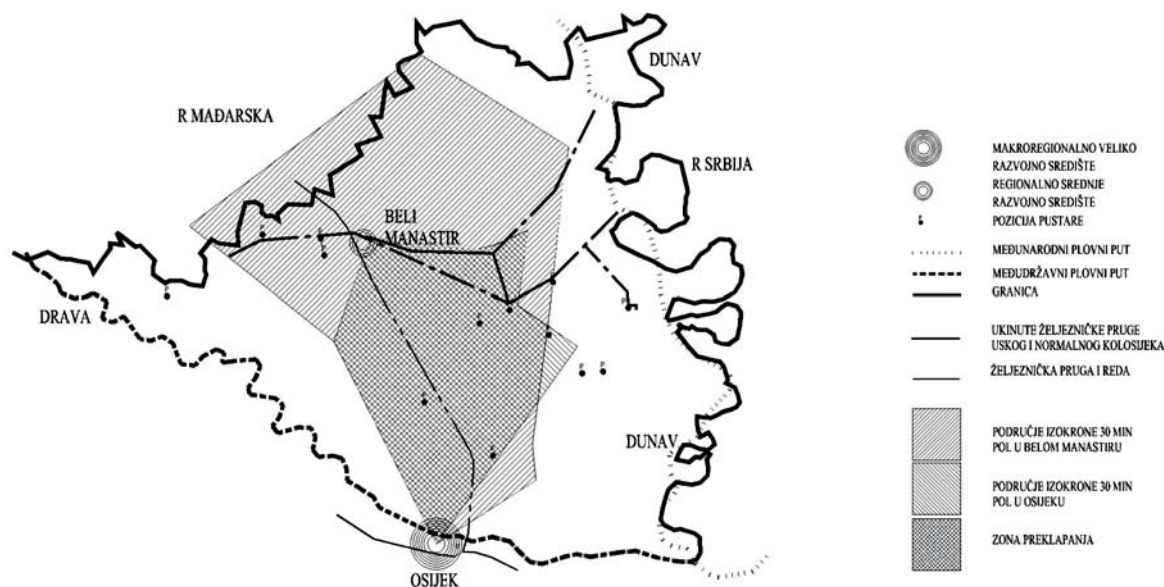 DUNAV
R MAĐARSKA
R SRBIJA
BELI
MANASTIR
DRAVA
DUNAV
OSIJEK
MAKROREGIONALNO VELIKO
RAZVOJNO SREDIŠTE
REGIONALNO SREDNJE
RAZVOJNO SREDIŠTE
POZICIJA PUSTARE
MEĐUNARODNI PLOVNI PUT
MEĐUDRŽAVNI PLOVNI PUT
GRANICA
UKINUTE ŽELJEZNIČKE PRUGE
USKOG I NORMALNOG KOLOSIJEKA
ŽELJEZNIČKA PRUGA I REDA
PODRUČJE IZOKRONE 30 MIN
POL U BELOM MANASTIRU
PODRUČJE IZOKRONE 30 MIN
POL U OSIJEKU
ZONA PREKLAPANJA